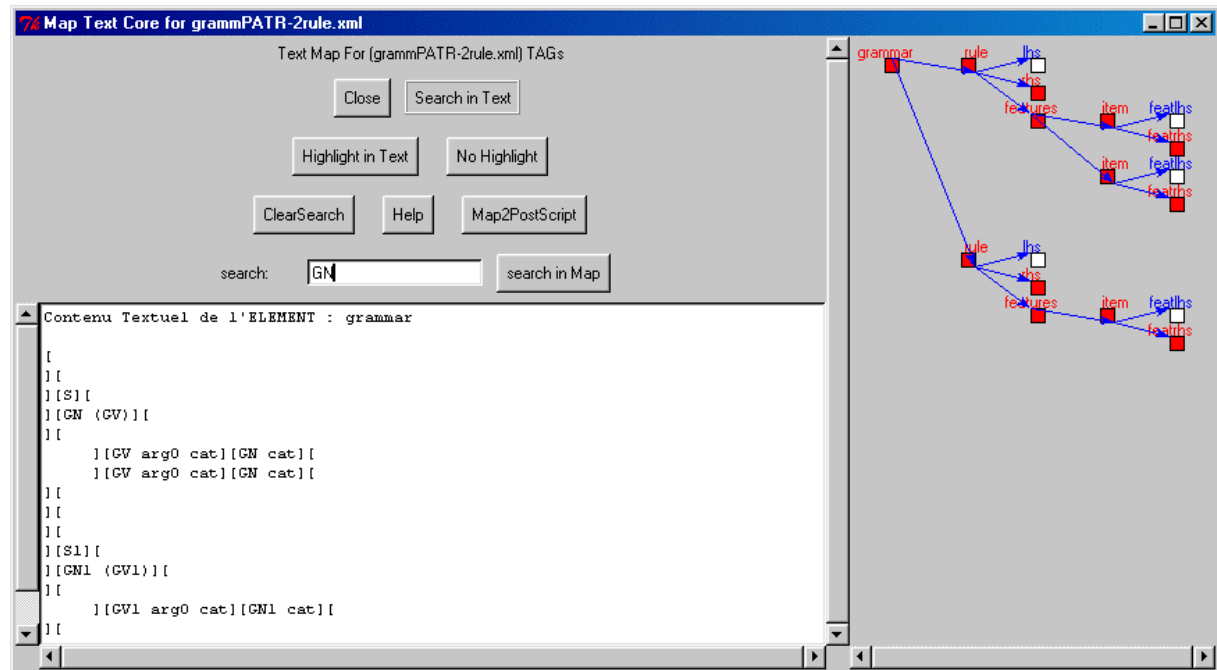 Map Text Core for grammPATR-2rule.xml
Text Map For (grammPATR-2rule.xml) TAGs
Close Search in Text
Highlight in Text No Highlight
ClearSearch Help Map2PostScript
search: GN search in Map
Contenu Textuel de l'ELEMENT : grammar
[
][
][S][
][GN (GV)][
][
][GV arg0 cat][GN cat][
][GV arg0 cat][GN cat][
][
][
][
][S1][
][GN1 (GV1)][
][
][GV1 arg0 cat][GN1 cat][
][
grammar rule lhs
rhs
features item featlhs
featrhs
item featlhs
featrhs
rule lhs
rhs
features item featlhs
featrhs